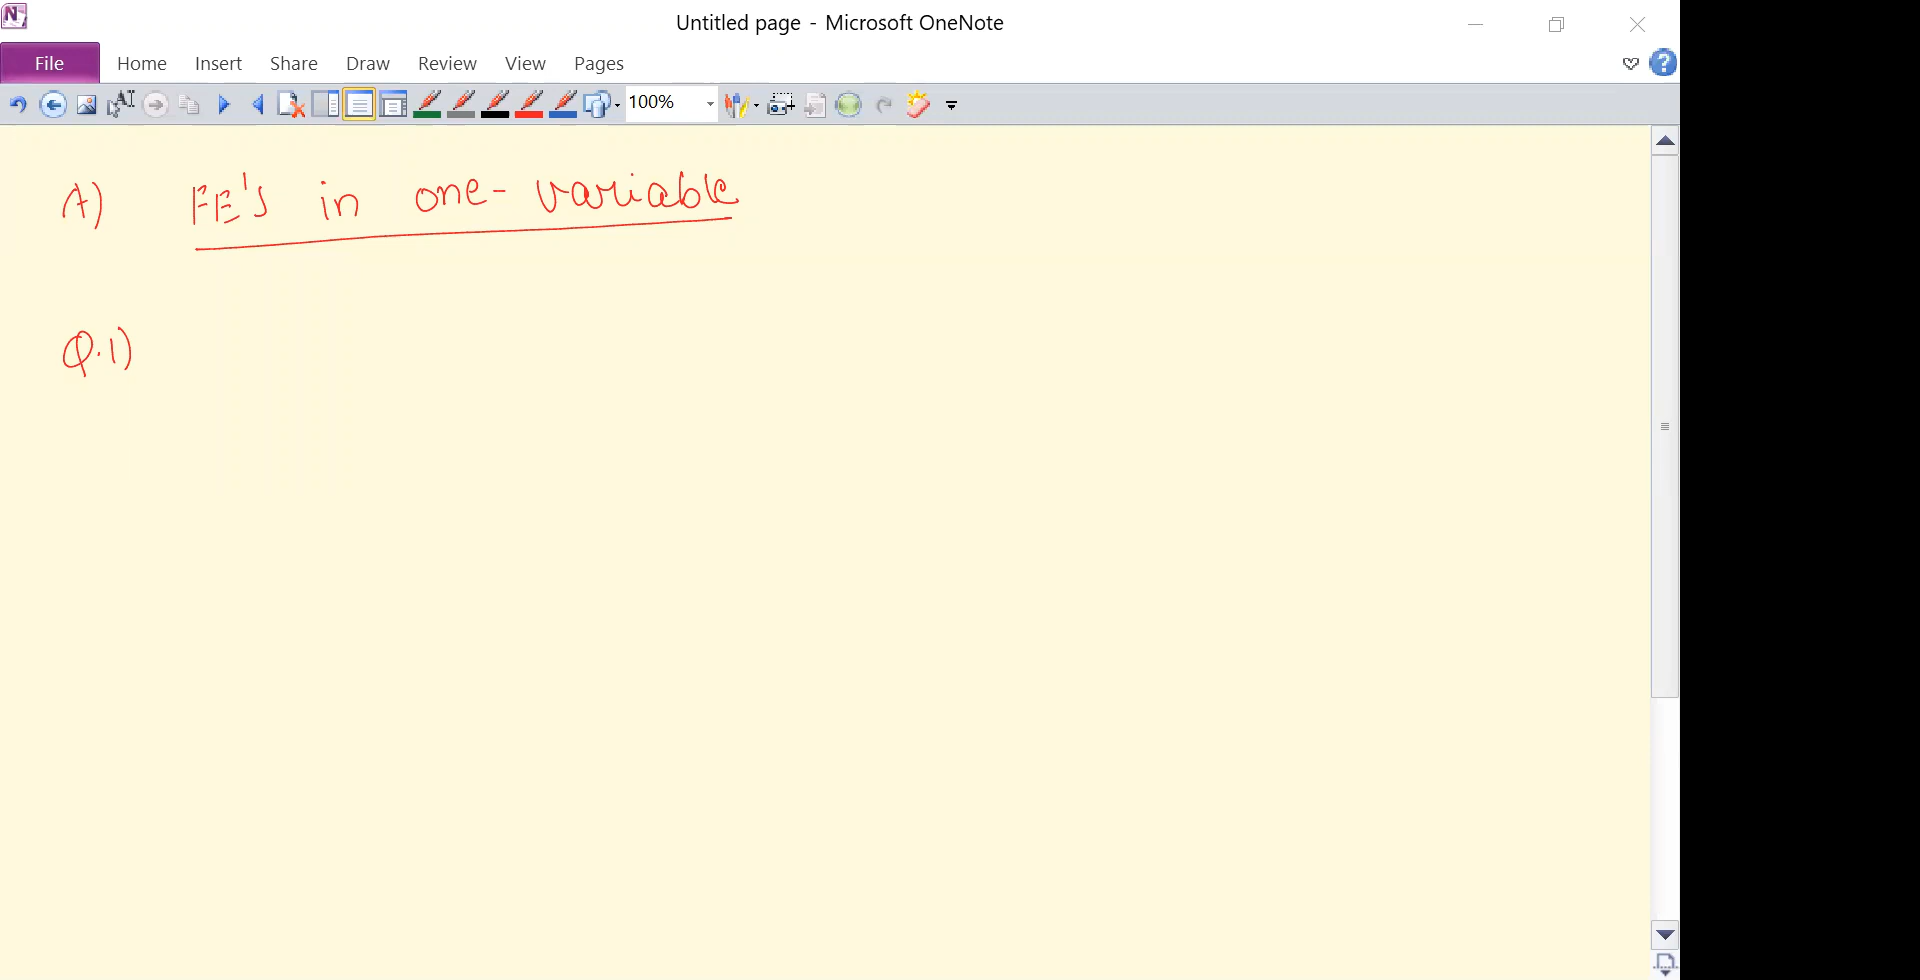 Untitled page - Microsoft OneNote
File Home Insert Share Draw Review View Pages
100%
A) FE's in one-variable
Q.1)